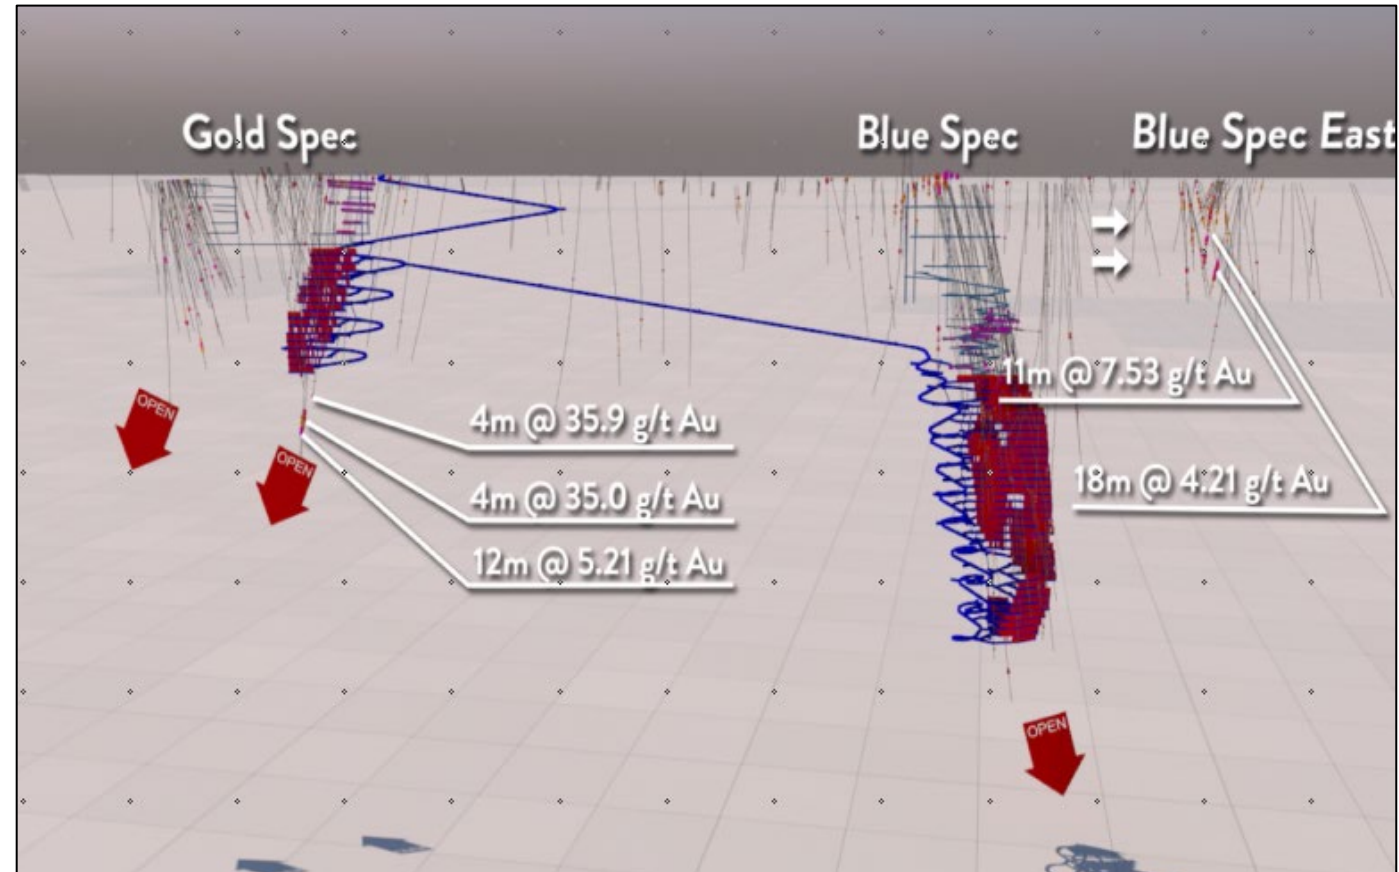 Gold Spec
Blue Spec
Blue Spec East
11m @ 7.53 g/t Au
OPEN
4m @ 35.9 g/t Au
OPEN
18m @ 4.21 g/t Au
4m @ 35.0 g/t Au
12m @ 5.21 g/t Au
OPEN